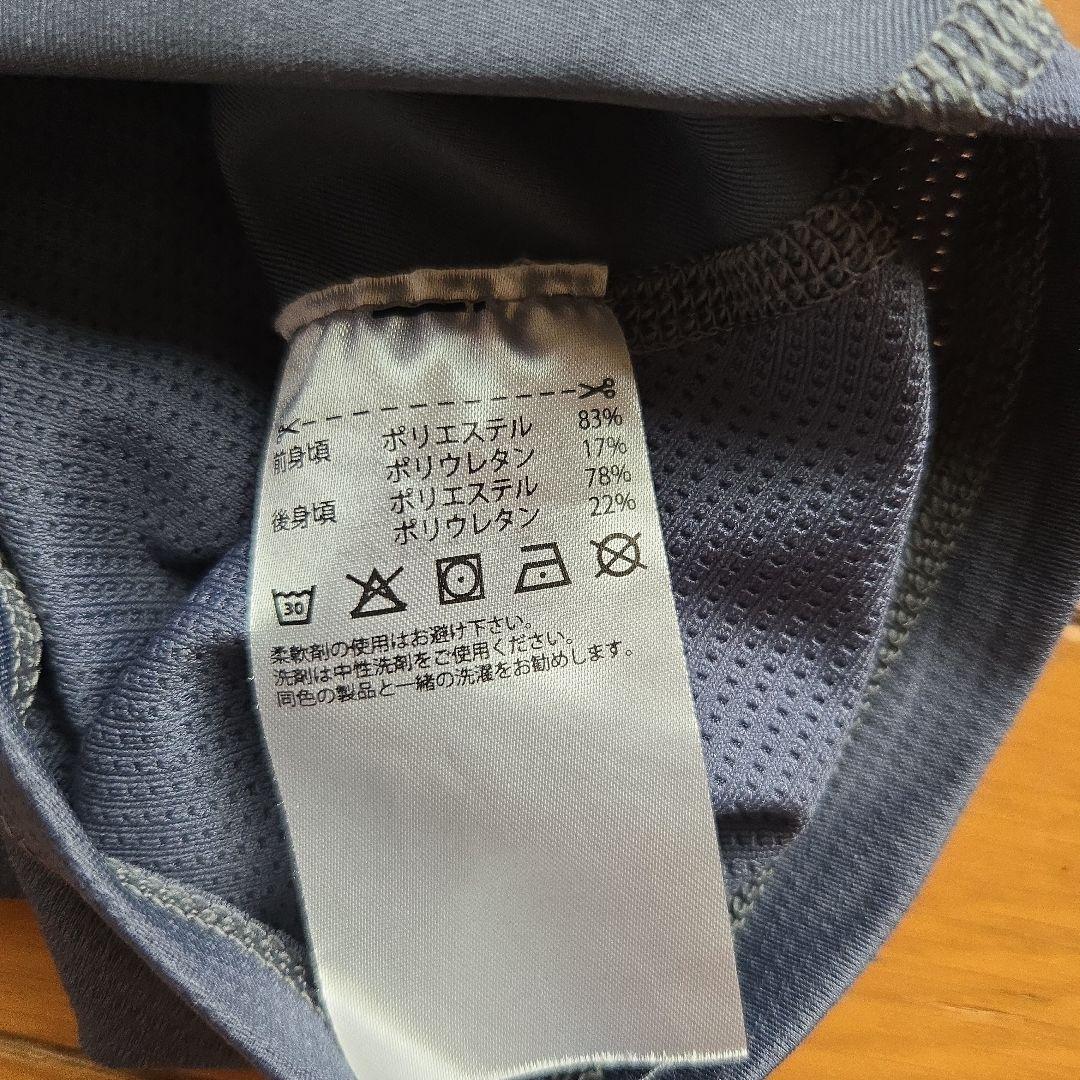 前身頃 ポリエステル 83%
ポリウレタン 17%
後身頃 ポリエステル 78%
ポリウレタン 22%
30
柔軟剤の使用はお避け下さい。
洗剤は中性洗剤をご使用ください。
同色の製品と一緒の洗濯をお勧めします。